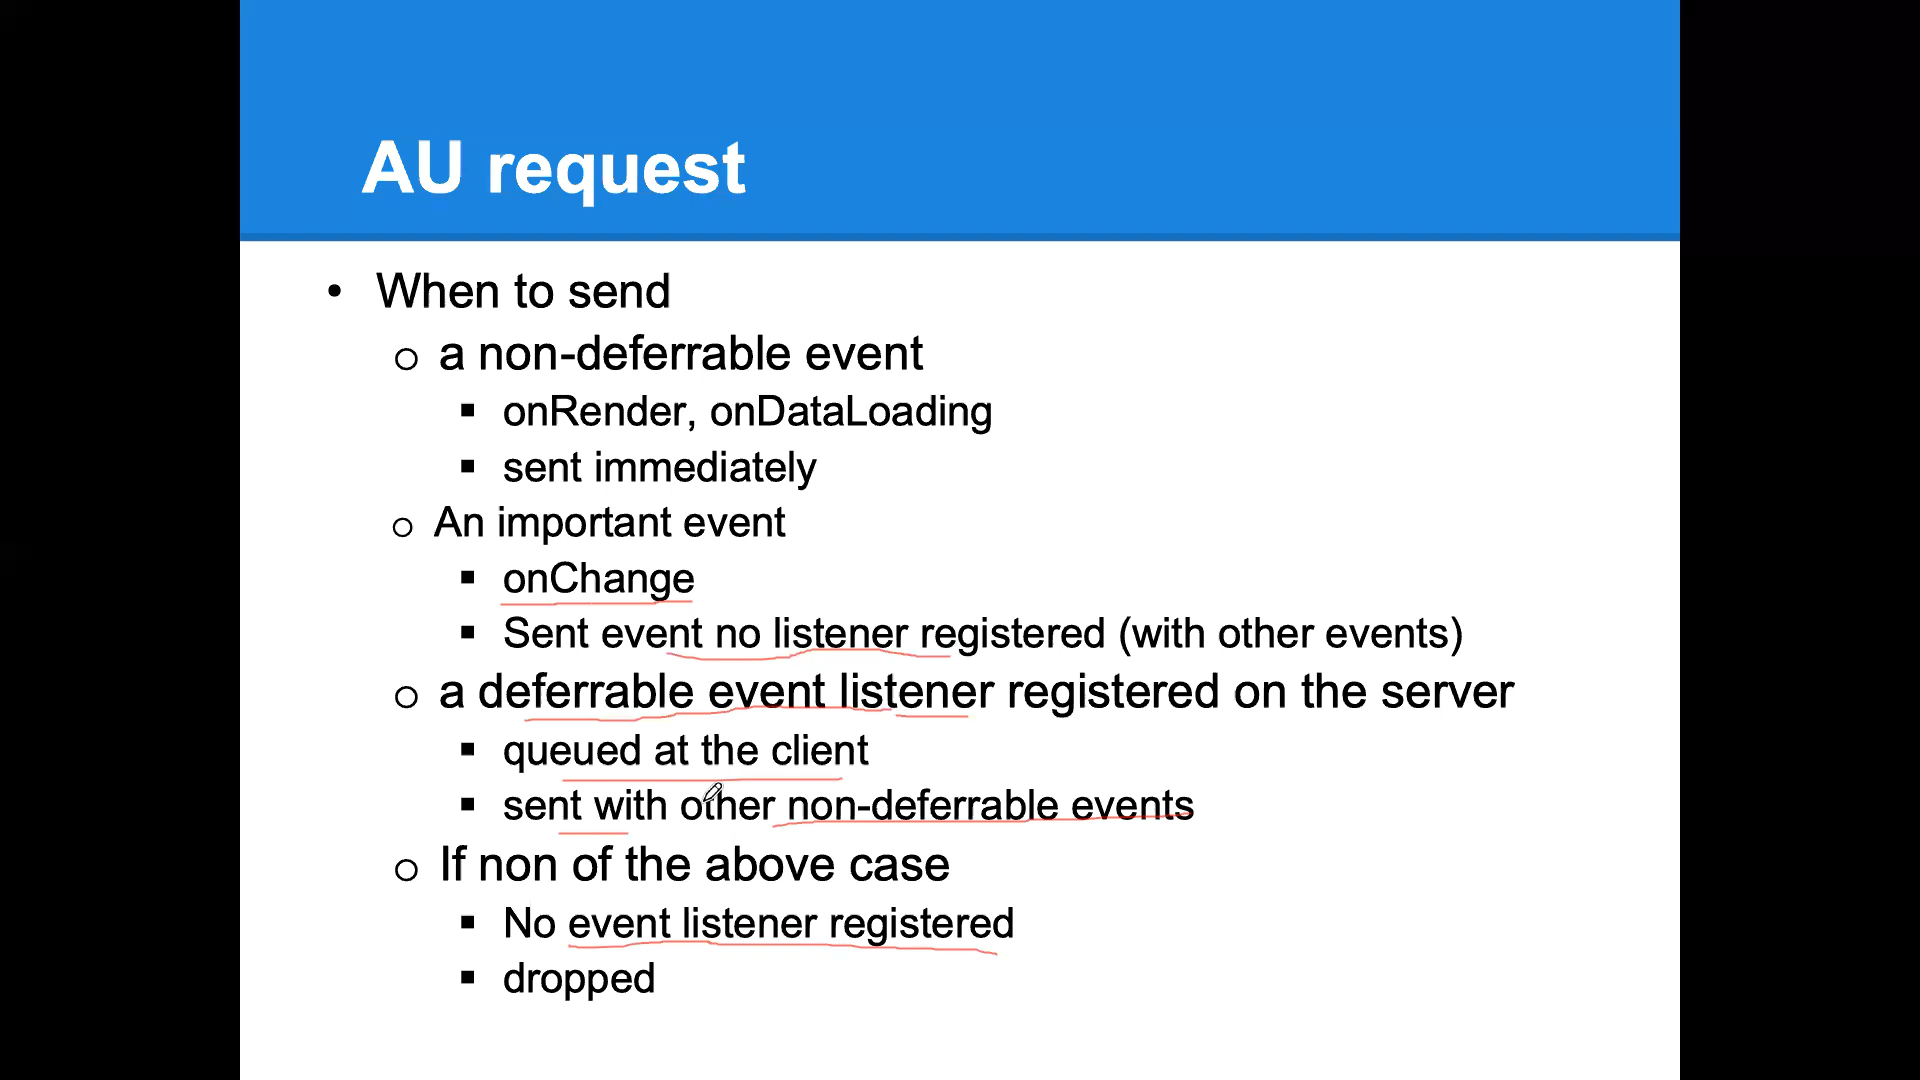 AU request
• When to send
o a non-deferrable event
▪ onRender, onDataLoading
▪ sent immediately
o An important event
▪ onChange
▪ Sent event no listener registered (with other events)
o a deferrable event listener registered on the server
▪ queued at the client
▪ sent with other non-deferrable events
o If non of the above case
▪ No event listener registered
▪ dropped